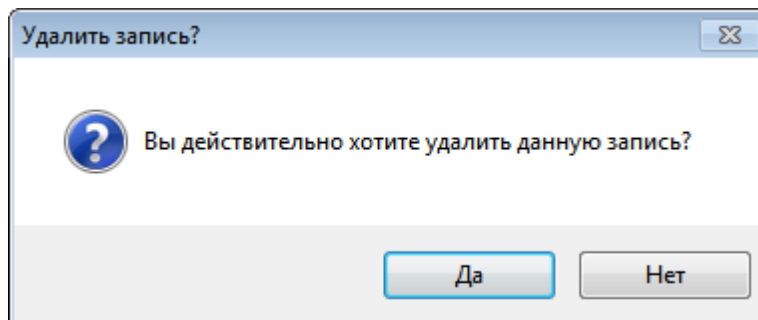 Удалить запись?
Вы действительно хотите удалить данную запись?
Да
Нет